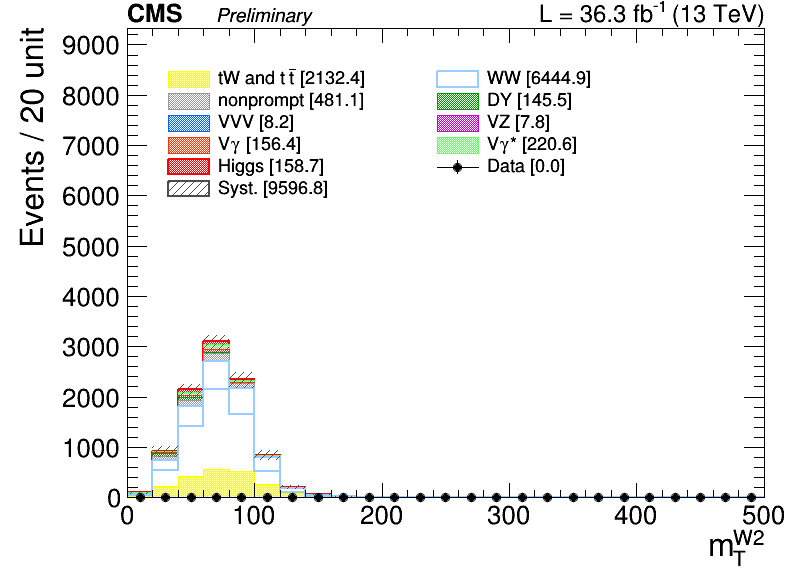 CMS Preliminary L = 36.3 fb⁻¹ (13 TeV)
Events / 20 unit
9000
8000
7000
6000
5000
4000
3000
2000
1000
0
tW and t t̄ [2132.4]
WW [6444.9]
nonprompt [481.1]
DY [145.5]
VVV [8.2]
VZ [7.8]
Vγ [156.4]
Vγ* [220.6]
Higgs [158.7]
Data [0.0]
Syst. [9596.8]
0 100 200 300 400 500
m_T^W2